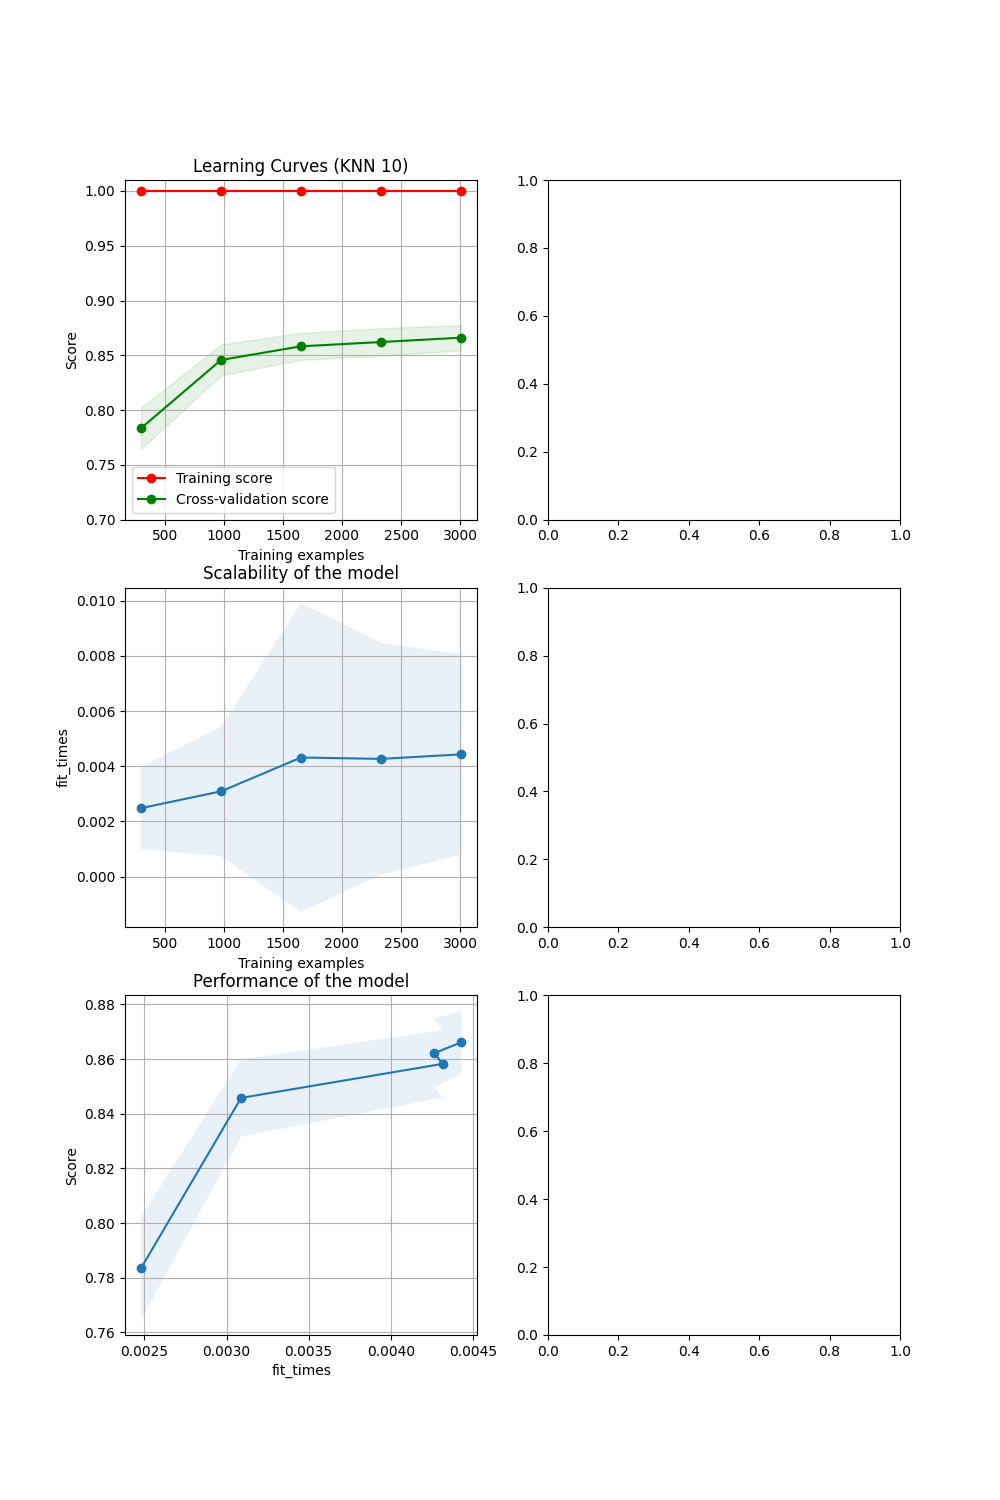 Learning Curves (KNN 10)
1.00
0.95
0.90
0.85
0.80
0.75
0.70
Score
Training score
Cross-validation score
500 1000 1500 2000 2500 3000
Training examples
1.0
0.8
0.6
0.4
0.2
0.0
0.0 0.2 0.4 0.6 0.8 1.0
Scalability of the model
0.010
0.008
0.006
0.004
0.002
0.000
fit_times
500 1000 1500 2000 2500 3000
Training examples
1.0
0.8
0.6
0.4
0.2
0.0
0.0 0.2 0.4 0.6 0.8 1.0
Performance of the model
0.88
0.86
0.84
0.82
0.80
0.78
0.76
Score
0.0025 0.0030 0.0035 0.0040 0.0045
fit_times
1.0
0.8
0.6
0.4
0.2
0.0
0.0 0.2 0.4 0.6 0.8 1.0